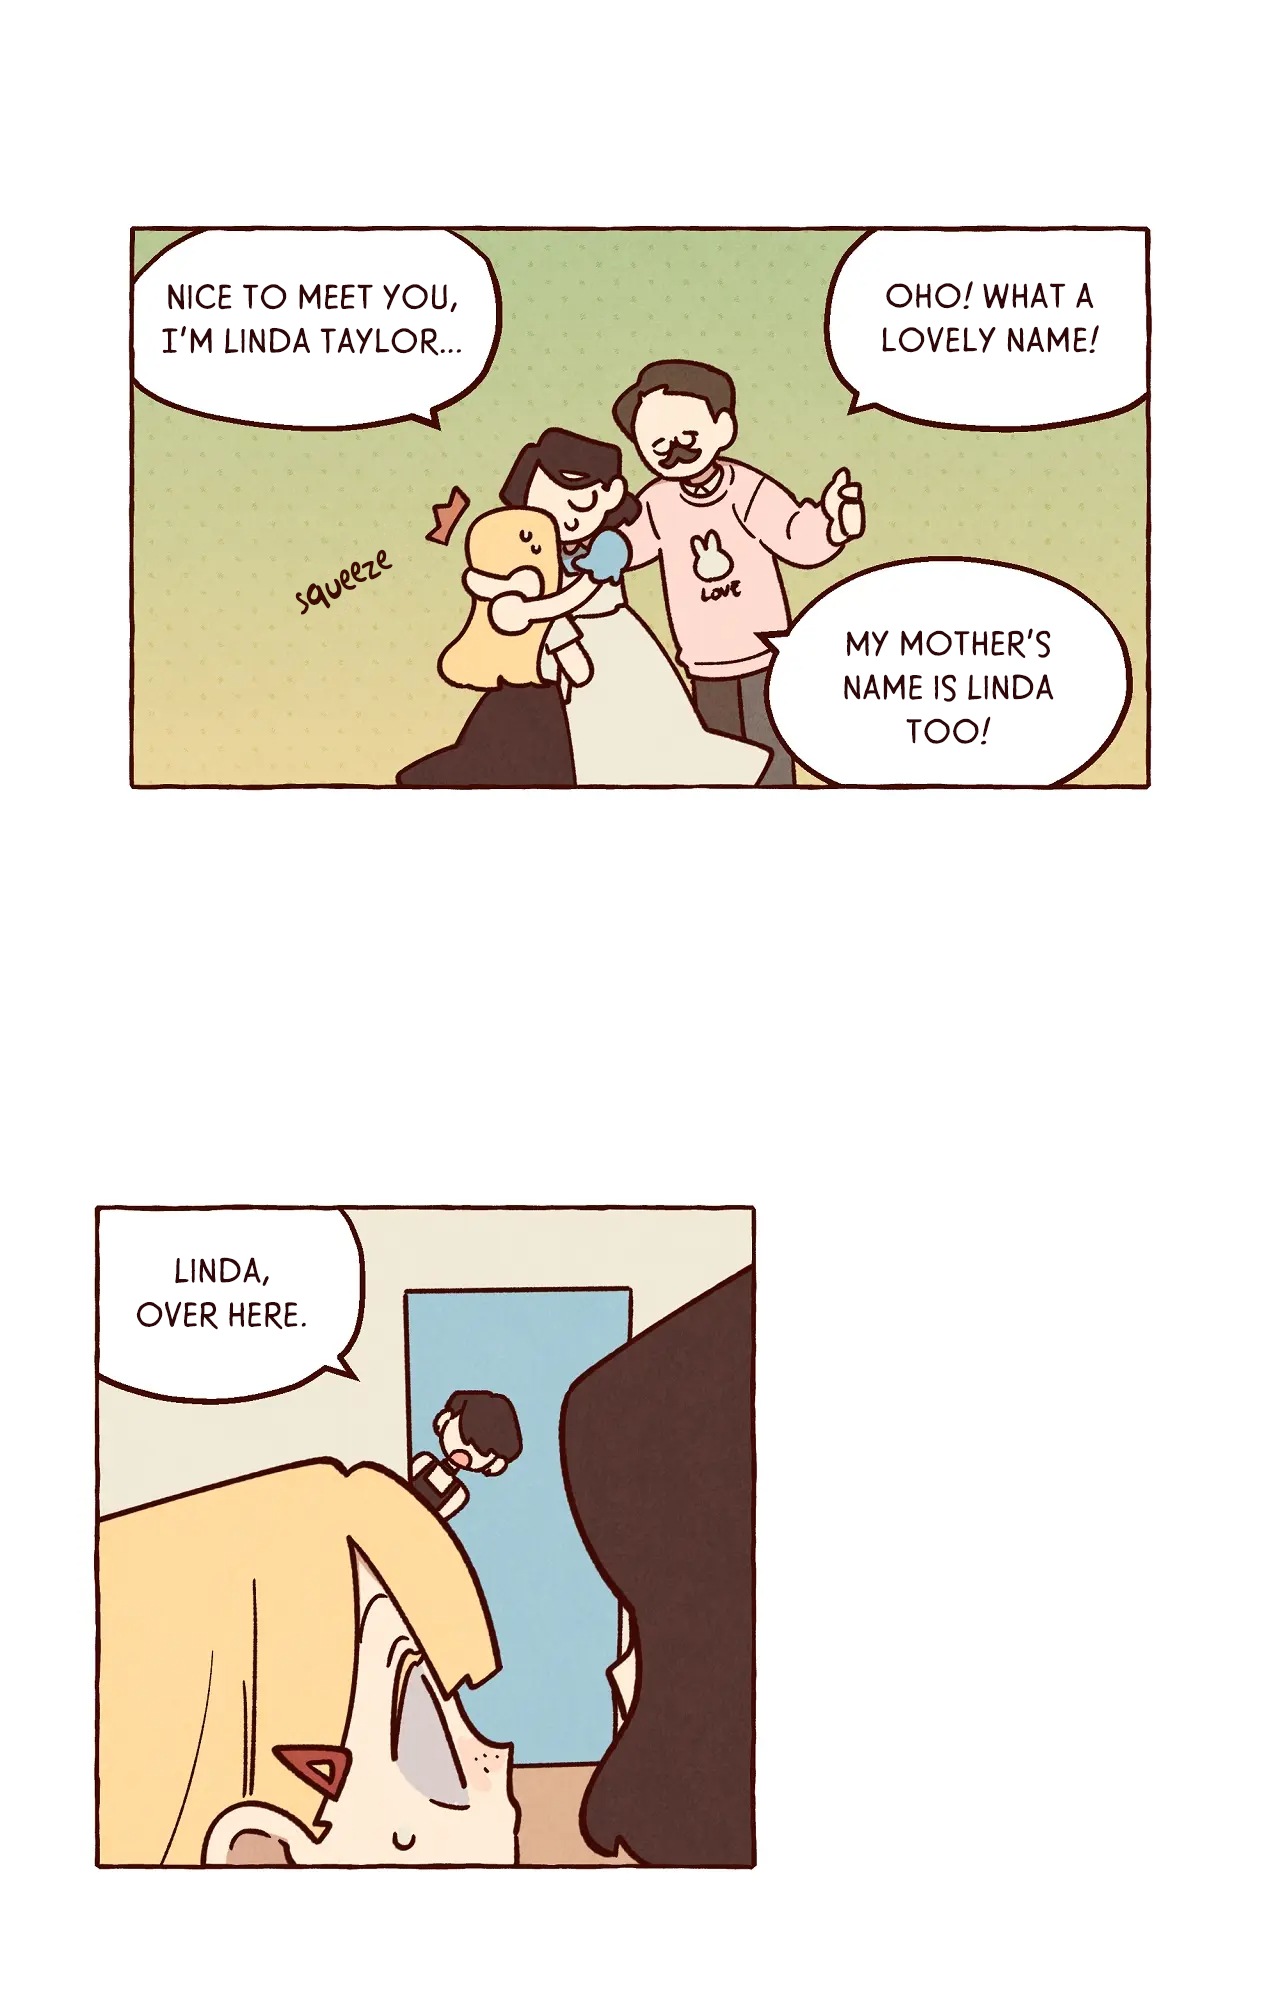 NICE TO MEET YOU,
I'M LINDA TAYLOR...
OHO! WHAT A
LOVELY NAME!
squeeze
LOVE
MY MOTHER'S
NAME IS LINDA
TOO!
LINDA,
OVER HERE.